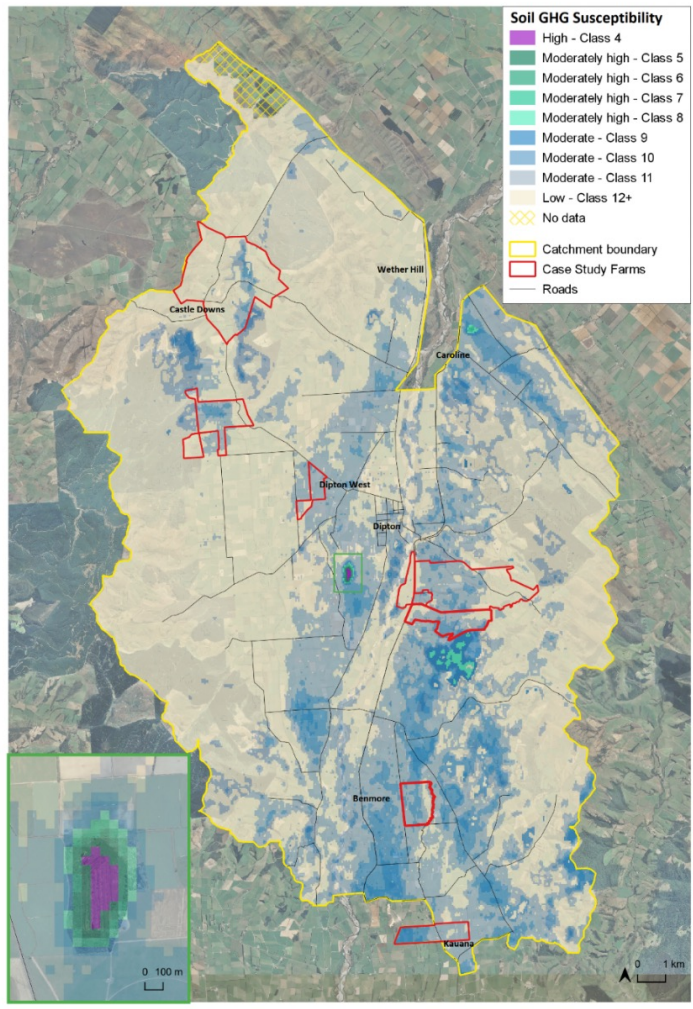 Soil GHG Susceptibility
High - Class 4
Moderately high - Class 5
Moderately high - Class 6
Moderately high - Class 7
Moderately high - Class 8
Moderate - Class 9
Moderate - Class 10
Moderate - Class 11
Low - Class 12+
No data
Catchment boundary
Case Study Farms
Roads
Wether Hill
Castle Downs
Caroline
Dipton West
Dipton
Benmore
Kauana
0 100 m
0 1 km